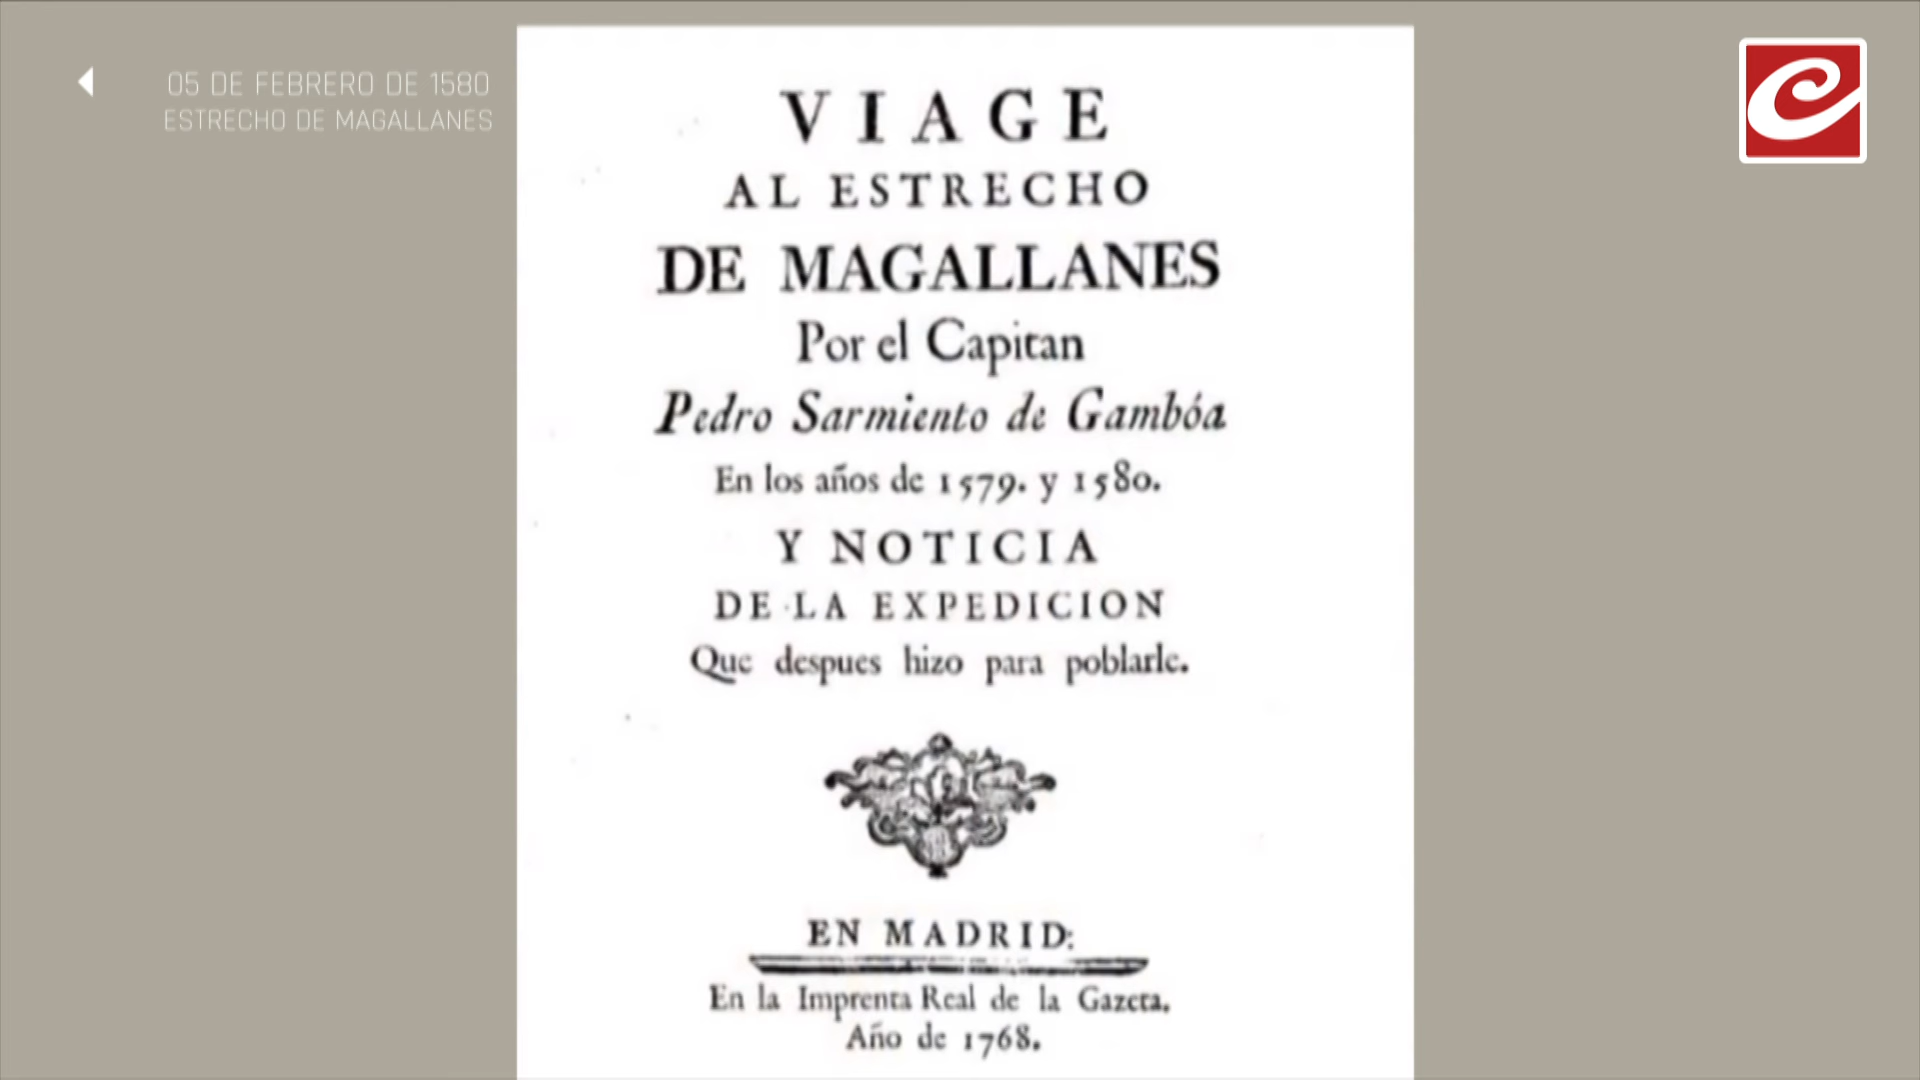 05 DE FEBRERO DE 1580
ESTRECHO DE MAGALLANES
VIAGE
AL ESTRECHO
DE MAGALLANES
Por el Capitan
Pedro Sarmiento de Gambóa
En los años de 1579. y 1580.
Y NOTICIA
DE LA EXPEDICION
Que despues hizo para poblarle.
EN MADRID:
En la Imprenta Real de la Gazeta.
Año de 1768.